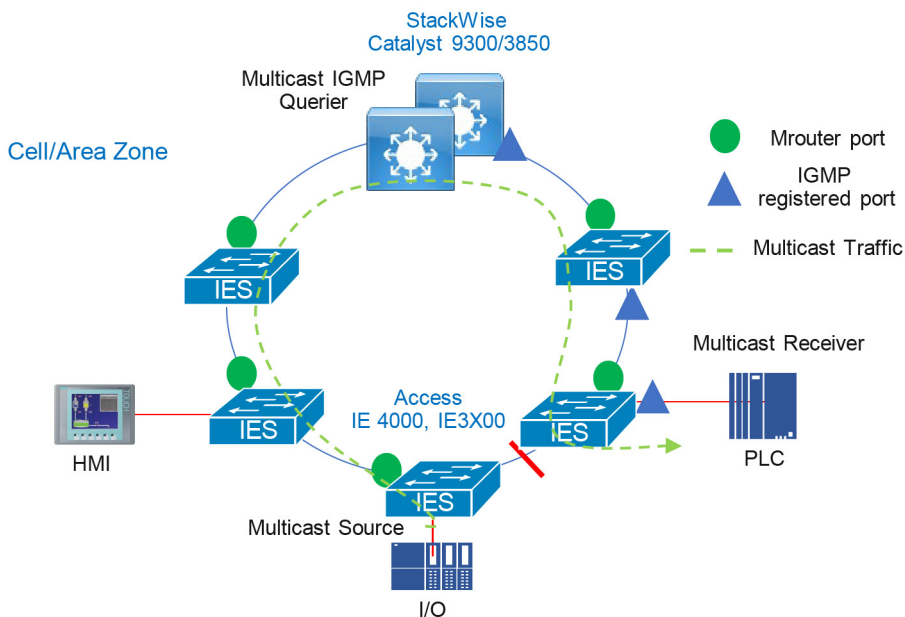 StackWise
Catalyst 9300/3850
Multicast IGMP
Querier
Cell/Area Zone
Mrouter port
IGMP
registered port
Multicast Traffic
IES
IES
Multicast Receiver
Access
IE 4000, IE3X00
IES
IES
HMI
PLC
IES
Multicast Source
I/O